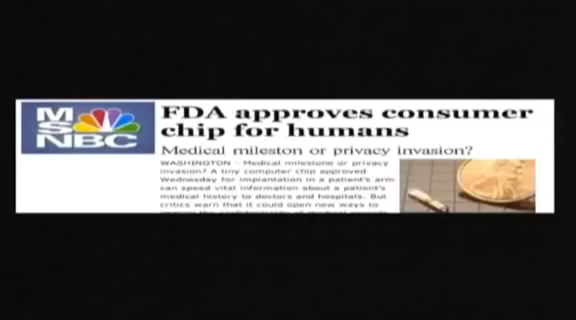 MSNBC
FDA approves consumer
chip for humans
Medical mileston or privacy invasion?
WASHINGTON - Medical milestone or privacy
invasion? A tiny computer chip approved
Wednesday for implantation in a patient's arm
can speed vital information about a patient's
medical history to doctors and hospitals. But
critics warn that it could open new ways to